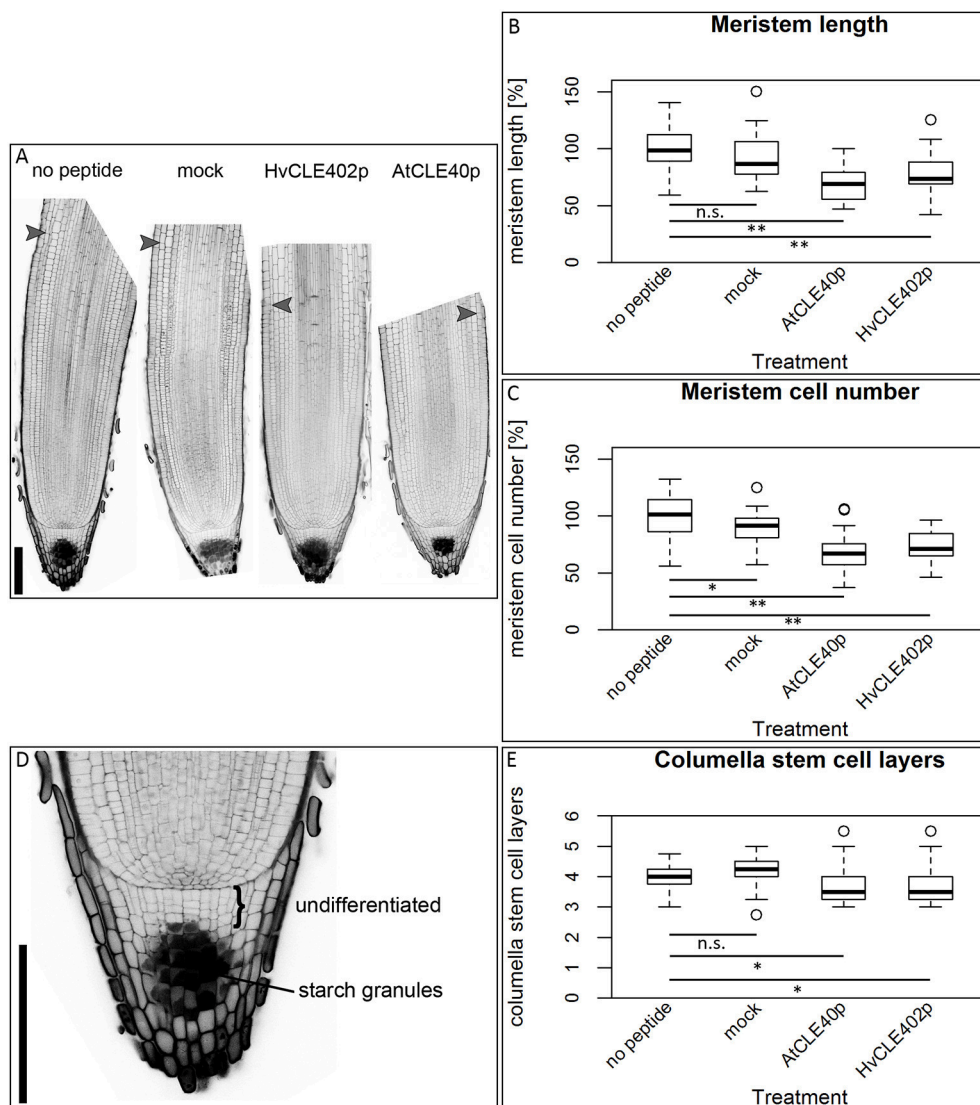 A
no peptide mock HvCLE402p AtCLE40p
B Meristem length
meristem length [%]
150
100
50
0
n.s.
**
**
no peptide mock AtCLE40p HvCLE402p
Treatment
C Meristem cell number
meristem cell number [%]
150
100
50
0
*
**
**
no peptide mock AtCLE40p HvCLE402p
Treatment
D
undifferentiated
starch granules
E Columella stem cell layers
columella stem cell layers
6
5
4
3
2
1
0
n.s.
*
*
no peptide mock AtCLE40p HvCLE402p
Treatment